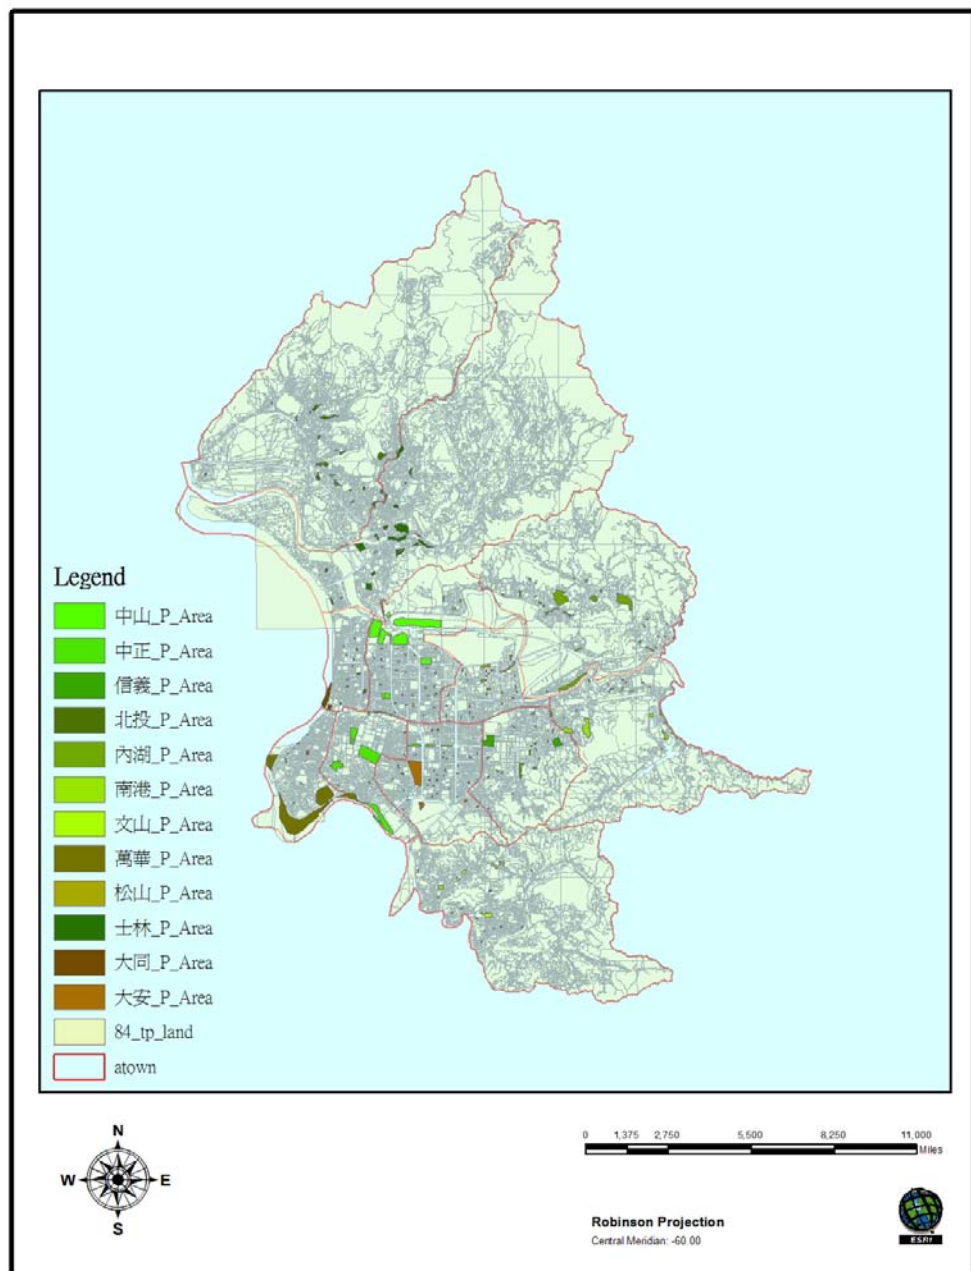 Legend
中山_P_Area
中正_P_Area
信義_P_Area
北投_P_Area
內湖_P_Area
南港_P_Area
文山_P_Area
萬華_P_Area
松山_P_Area
士林_P_Area
大同_P_Area
大安_P_Area
84_tp_land
atown
N
W E
S
0 1,375 2,750 5,500 8,250 11,000
Miles
Robinson Projection
Central Meridian: -60.00
ESRI